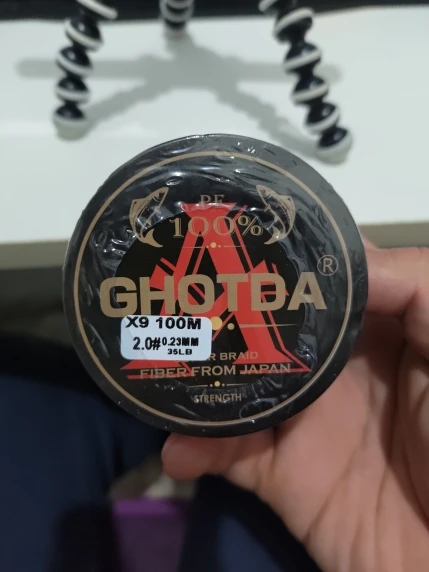 PE
100%
GHOTDA®
X9 100M
2.0# 0.23MM
35LB
BRAID
FIBER FROM JAPAN
STRENGTH